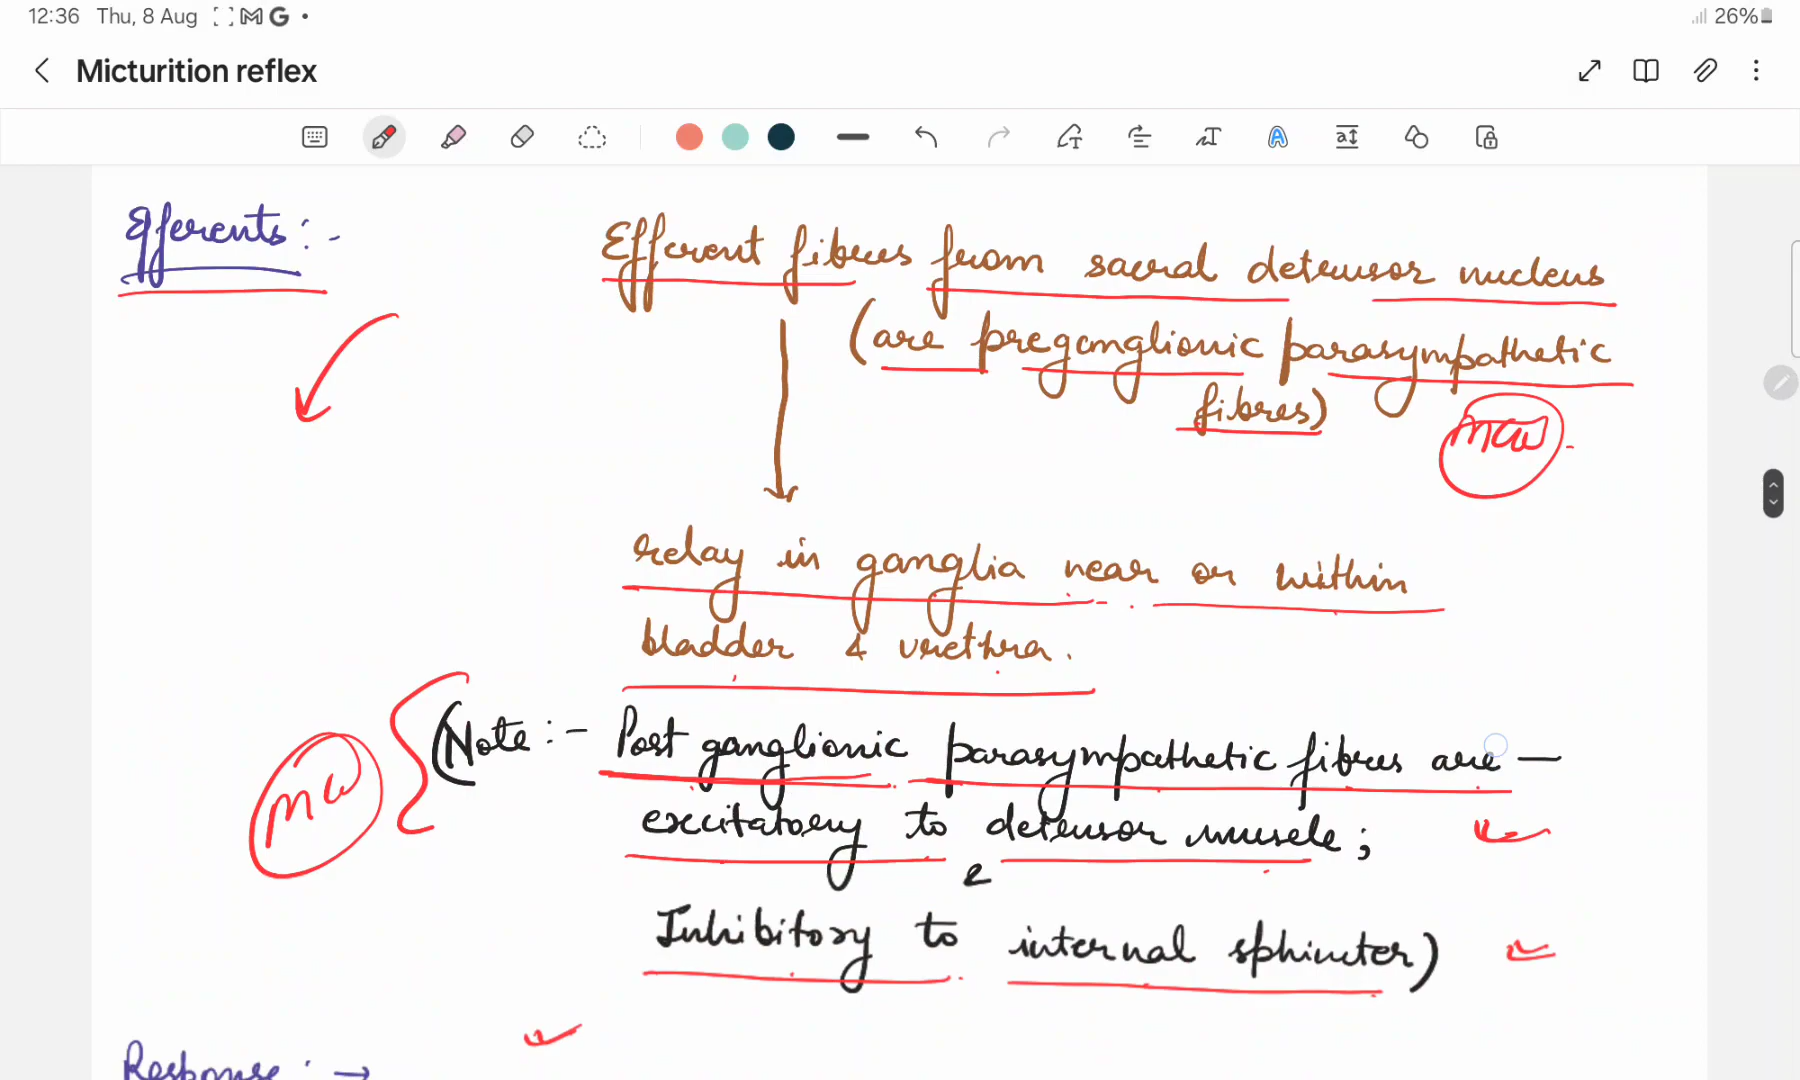 12:36 Thu, 8 Aug
26%
Micturition reflex
Efferents :-
Efferent fibres from sacral detrusor nucleus
(are preganglionic parasympathetic
fibres)
MCQ.
relay in ganglia near or within
bladder & urethra.
(Note :- Post ganglionic parasympathetic fibres are —
excitatory to detrusor muscle;
&
Inhibitory to internal sphincter)
Response: →